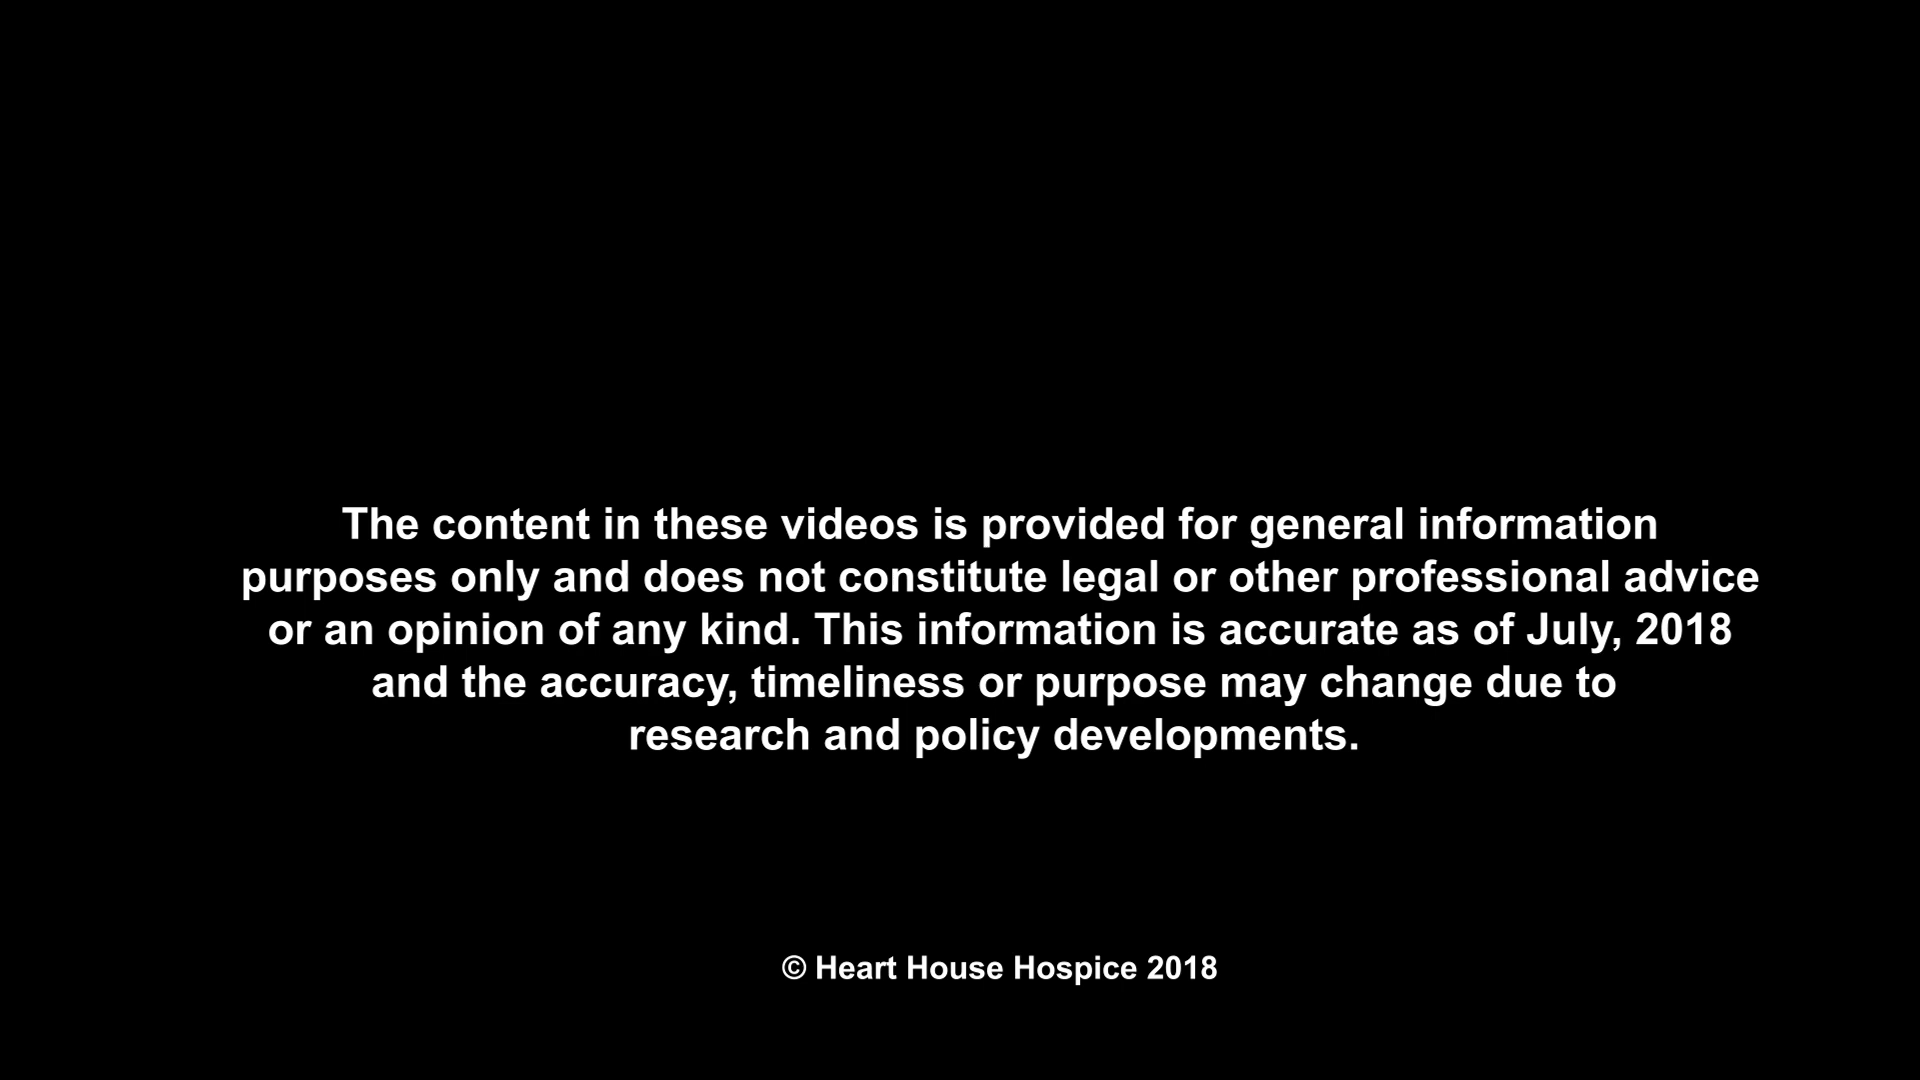 The content in these videos is provided for general information
purposes only and does not constitute legal or other professional advice
or an opinion of any kind. This information is accurate as of July, 2018
and the accuracy, timeliness or purpose may change due to
research and policy developments.
© Heart House Hospice 2018